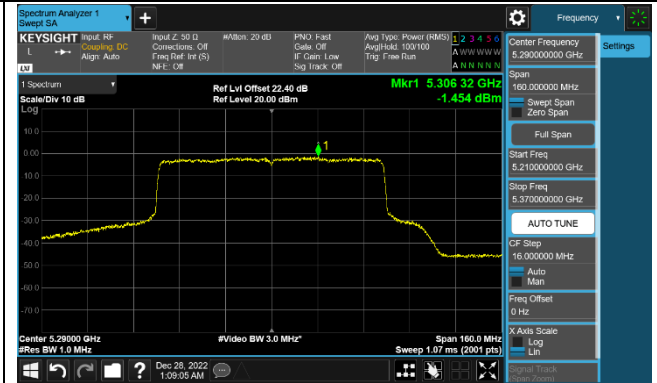 Spectrum Analyzer 1
Swept SA
Frequency
KEYSIGHT
L
LXI
Input: RF
Coupling: DC
Align: Auto
Input Z: 50 Ω
Corrections: Off
Freq Ref: Int (S)
NFE: Off
#Atten: 20 dB
PNO: Fast
Gate: Off
IF Gain: Low
Sig Track: Off
Avg Type: Power (RMS)
Avg|Hold: 100/100
Trig: Free Run
1 2 3 4 5 6
A W W W W W
A N N N N N
1 Spectrum
Scale/Div 10 dB
Log
Ref Lvl Offset 22.40 dB
Ref Level 20.00 dBm
Mkr1 5.306 32 GHz
-1.454 dBm
10.0
0.00
-10.0
-20.0
-30.0
-40.0
-50.0
-60.0
-70.0
1
Center 5.29000 GHz
#Res BW 1.0 MHz
#Video BW 3.0 MHz*
Span 160.0 MHz
Sweep 1.07 ms (2001 pts)
Center Frequency
5.290000000 GHz
Settings
Span
160.000000 MHz
Swept Span
Zero Span
Full Span
Start Freq
5.210000000 GHz
Stop Freq
5.370000000 GHz
AUTO TUNE
CF Step
16.000000 MHz
Auto
Man
Freq Offset
0 Hz
X Axis Scale
Log
Lin
Signal Track
(Span Zoom)
?
Dec 28, 2022
1:09:05 AM